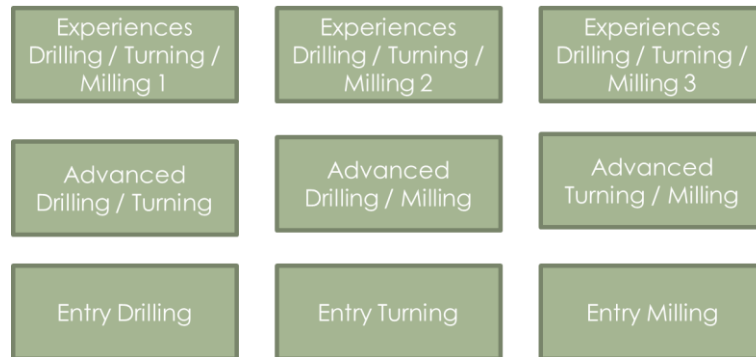 Experiences
Drilling / Turning /
Milling 1
Experiences
Drilling / Turning /
Milling 2
Experiences
Drilling / Turning /
Milling 3
Advanced
Drilling / Turning
Advanced
Drilling / Milling
Advanced
Turning / Milling
Entry Drilling
Entry Turning
Entry Milling